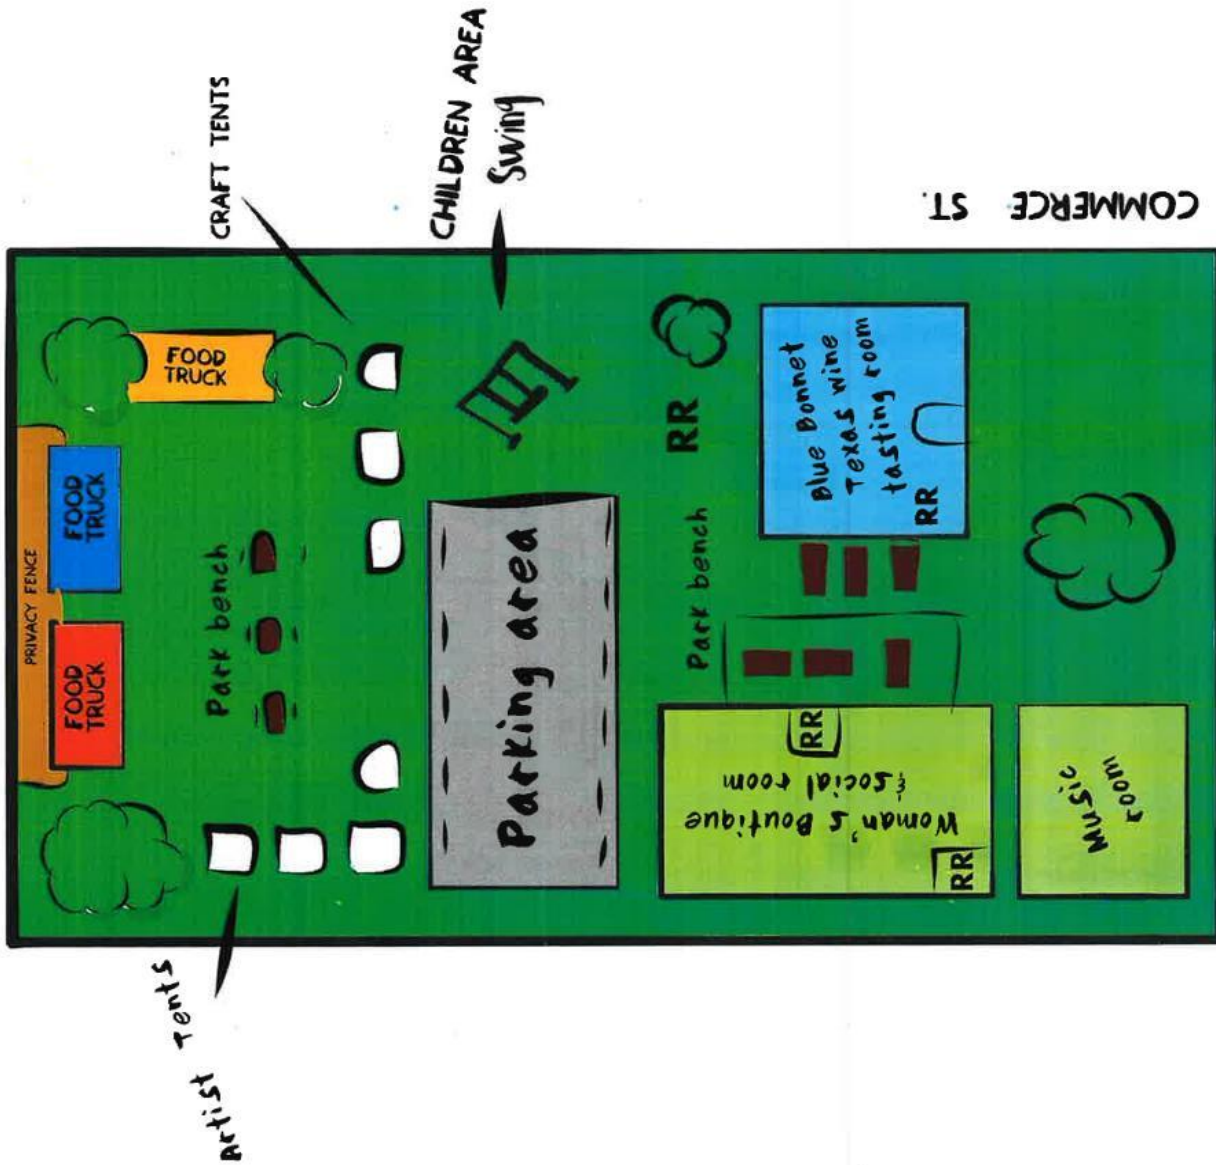 Artist Tents
CRAFT TENTS
CHILDREN AREA
Swing
COMMERCE ST.
PRIVACY FENCE
FOOD
TRUCK
FOOD
TRUCK
FOOD
TRUCK
Park bench
Parking area
RR
Park bench
Blue Bonnet
Texas wine
tasting room
RR
Woman's Boutique
& social room
RR
RR
Music
room